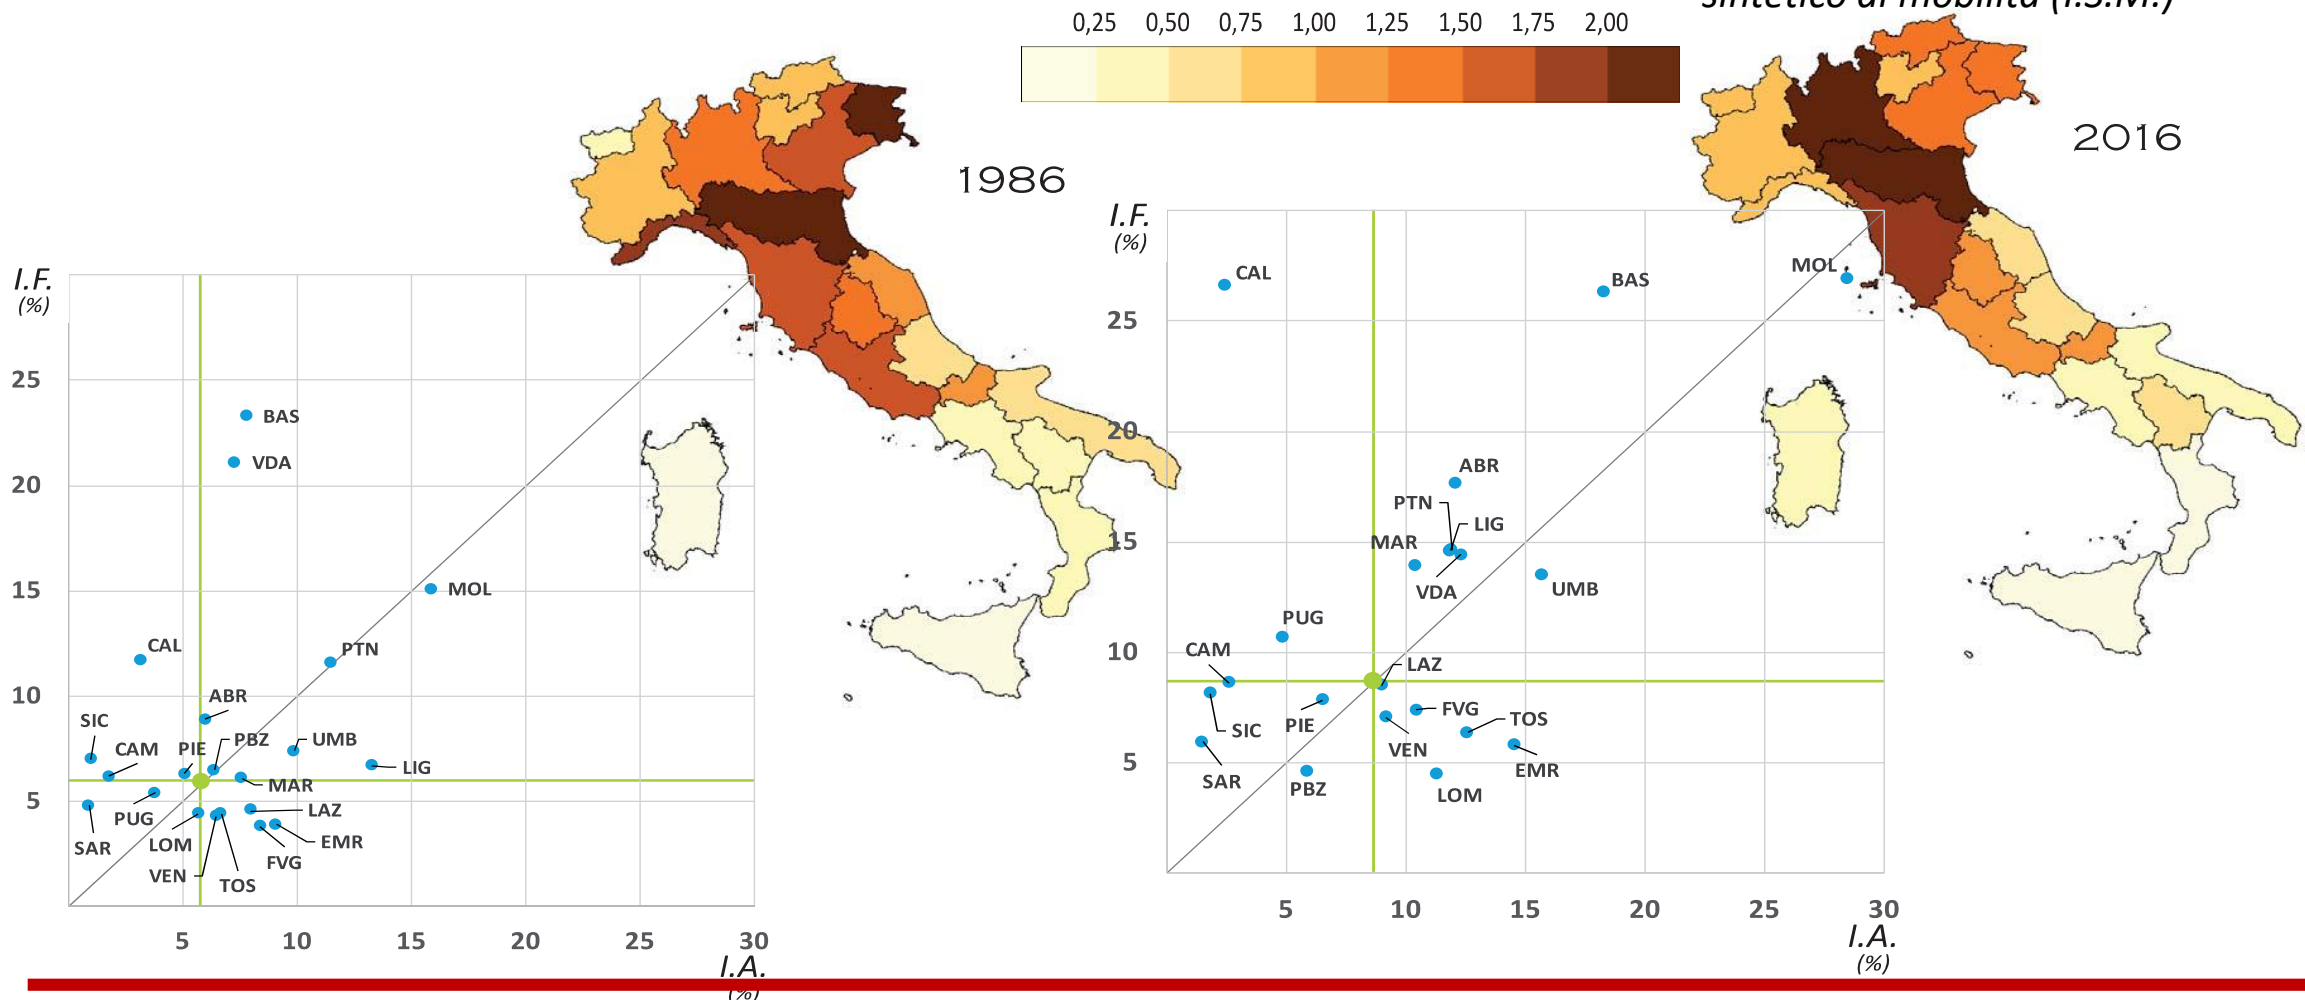 sintetico di mobilità (I.S.M.)
0,25 0,50 0,75 1,00 1,25 1,50 1,75 2,00
1986
2016
I.F.
(%)
25
20
15
10
5
BAS
VDA
MOL
CAL
PTN
ABR
SIC
CAM
PIE
PBZ
UMB
LIG
MAR
PUG
LAZ
SAR
LOM
EMR
VEN
FVG
TOS
5 10 15 20 25 30
I.A.
(%)
I.F.
(%)
25
20
15
10
5
CAL
BAS
MOL
ABR
PTN
LIG
MAR
VDA
UMB
PUG
CAM
LAZ
SIC
PIE
FVG
TOS
VEN
SAR
PBZ
EMR
LOM
5 10 15 20 25 30
I.A.
(%)